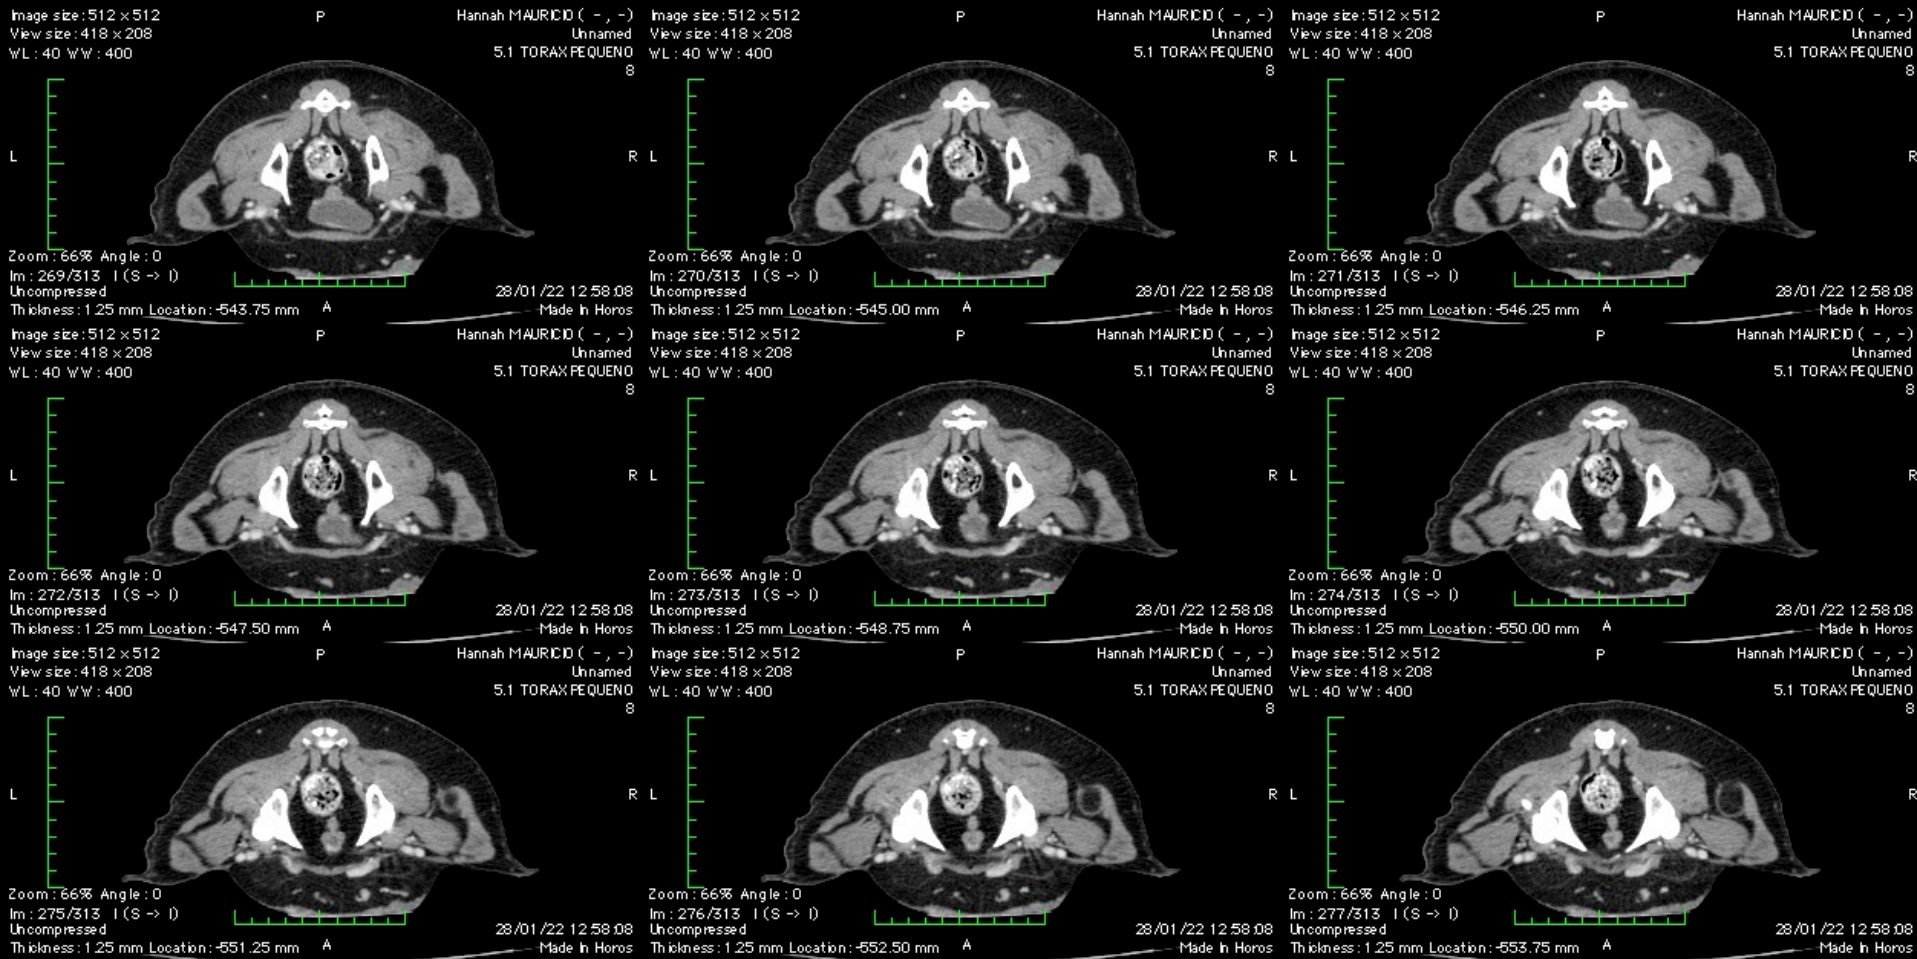 Image size: 512 x 512
View size: 418 x 208
WL: 40 WW: 400
P
Hannah MAURICIO ( -, -)
Unnamed
5.1 TORAX PEQUENO
8
L
R
Zoom: 66% Angle: 0
Im: 269/313 I (S -> I)
Uncompressed
Thickness: 1.25 mm Location: -543.75 mm
A
28/01/22 12:58:08
Made In Horos
Image size: 512 x 512
View size: 418 x 208
WL: 40 WW: 400
P
Hannah MAURICIO ( -, -)
Unnamed
5.1 TORAX PEQUENO
8
L
R
Zoom: 66% Angle: 0
Im: 270/313 I (S -> I)
Uncompressed
Thickness: 1.25 mm Location: -545.00 mm
A
28/01/22 12:58:08
Made In Horos
Image size: 512 x 512
View size: 418 x 208
WL: 40 WW: 400
P
Hannah MAURICIO ( -, -)
Unnamed
5.1 TORAX PEQUENO
8
L
R
Zoom: 66% Angle: 0
Im: 271/313 I (S -> I)
Uncompressed
Thickness: 1.25 mm Location: -546.25 mm
A
28/01/22 12:58:08
Made In Horos
Image size: 512 x 512
View size: 418 x 208
WL: 40 WW: 400
P
Hannah MAURICIO ( -, -)
Unnamed
5.1 TORAX PEQUENO
8
L
R
Zoom: 66% Angle: 0
Im: 272/313 I (S -> I)
Uncompressed
Thickness: 1.25 mm Location: -547.50 mm
A
28/01/22 12:58:08
Made In Horos
Image size: 512 x 512
View size: 418 x 208
WL: 40 WW: 400
P
Hannah MAURICIO ( -, -)
Unnamed
5.1 TORAX PEQUENO
8
L
R
Zoom: 66% Angle: 0
Im: 273/313 I (S -> I)
Uncompressed
Thickness: 1.25 mm Location: -548.75 mm
A
28/01/22 12:58:08
Made In Horos
Image size: 512 x 512
View size: 418 x 208
WL: 40 WW: 400
P
Hannah MAURICIO ( -, -)
Unnamed
5.1 TORAX PEQUENO
8
L
R
Zoom: 66% Angle: 0
Im: 274/313 I (S -> I)
Uncompressed
Thickness: 1.25 mm Location: -550.00 mm
A
28/01/22 12:58:08
Made In Horos
Image size: 512 x 512
View size: 418 x 208
WL: 40 WW: 400
P
Hannah MAURICIO ( -, -)
Unnamed
5.1 TORAX PEQUENO
8
L
R
Zoom: 66% Angle: 0
Im: 275/313 I (S -> I)
Uncompressed
Thickness: 1.25 mm Location: -551.25 mm
A
28/01/22 12:58:08
Made In Horos
Image size: 512 x 512
View size: 418 x 208
WL: 40 WW: 400
P
Hannah MAURICIO ( -, -)
Unnamed
5.1 TORAX PEQUENO
8
L
R
Zoom: 66% Angle: 0
Im: 276/313 I (S -> I)
Uncompressed
Thickness: 1.25 mm Location: -552.50 mm
A
28/01/22 12:58:08
Made In Horos
Image size: 512 x 512
View size: 418 x 208
WL: 40 WW: 400
P
Hannah MAURICIO ( -, -)
Unnamed
5.1 TORAX PEQUENO
8
L
R
Zoom: 66% Angle: 0
Im: 277/313 I (S -> I)
Uncompressed
Thickness: 1.25 mm Location: -553.75 mm
A
28/01/22 12:58:08
Made In Horos